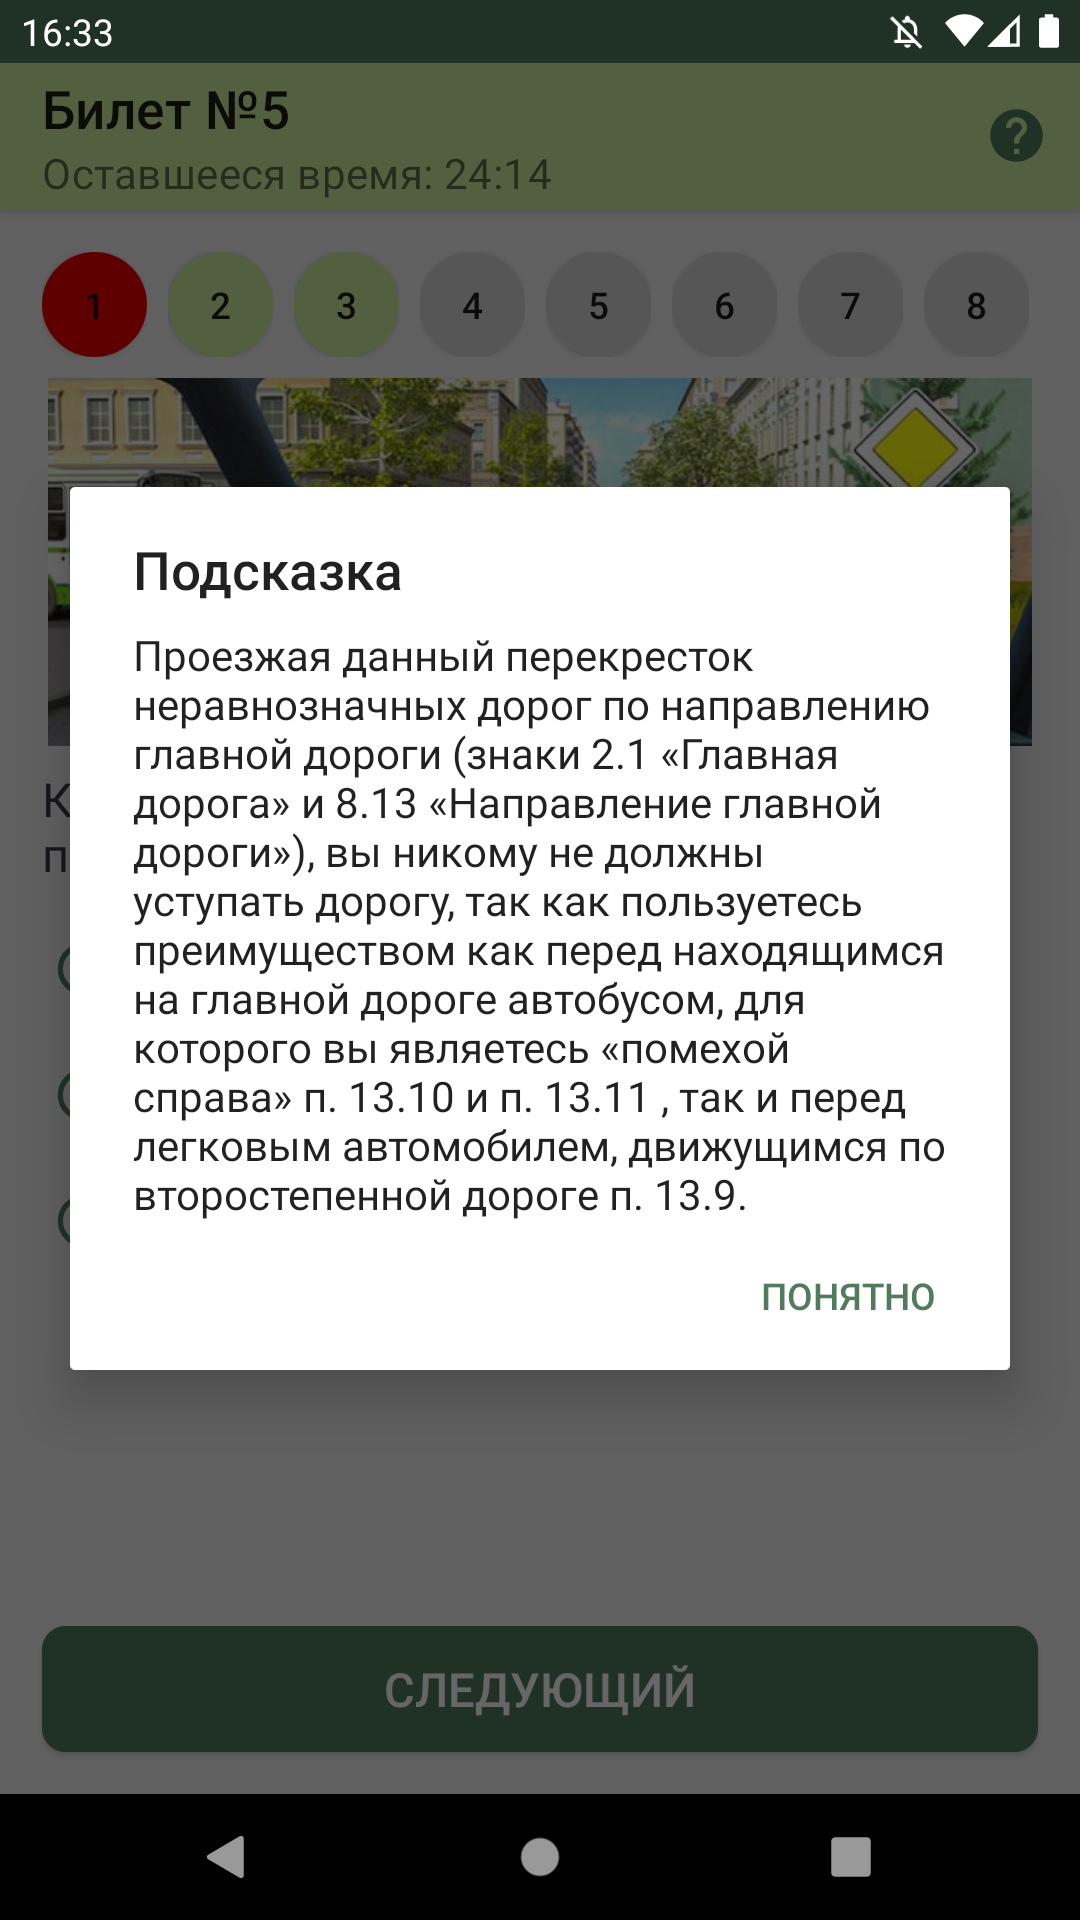 16:33
Билет №5
Оставшееся время: 24:14
1 2 3 4 5 6 7 8
Подсказка
Проезжая данный перекресток
неравнозначных дорог по направлению
главной дороги (знаки 2.1 «Главная
дорога» и 8.13 «Направление главной
дороги»), вы никому не должны
уступать дорогу, так как пользуетесь
преимуществом как перед находящимся
на главной дороге автобусом, для
которого вы являетесь «помехой
справа» п. 13.10 и п. 13.11 , так и перед
легковым автомобилем, движущимся по
второстепенной дороге п. 13.9.
ПОНЯТНО
СЛЕДУЮЩИЙ